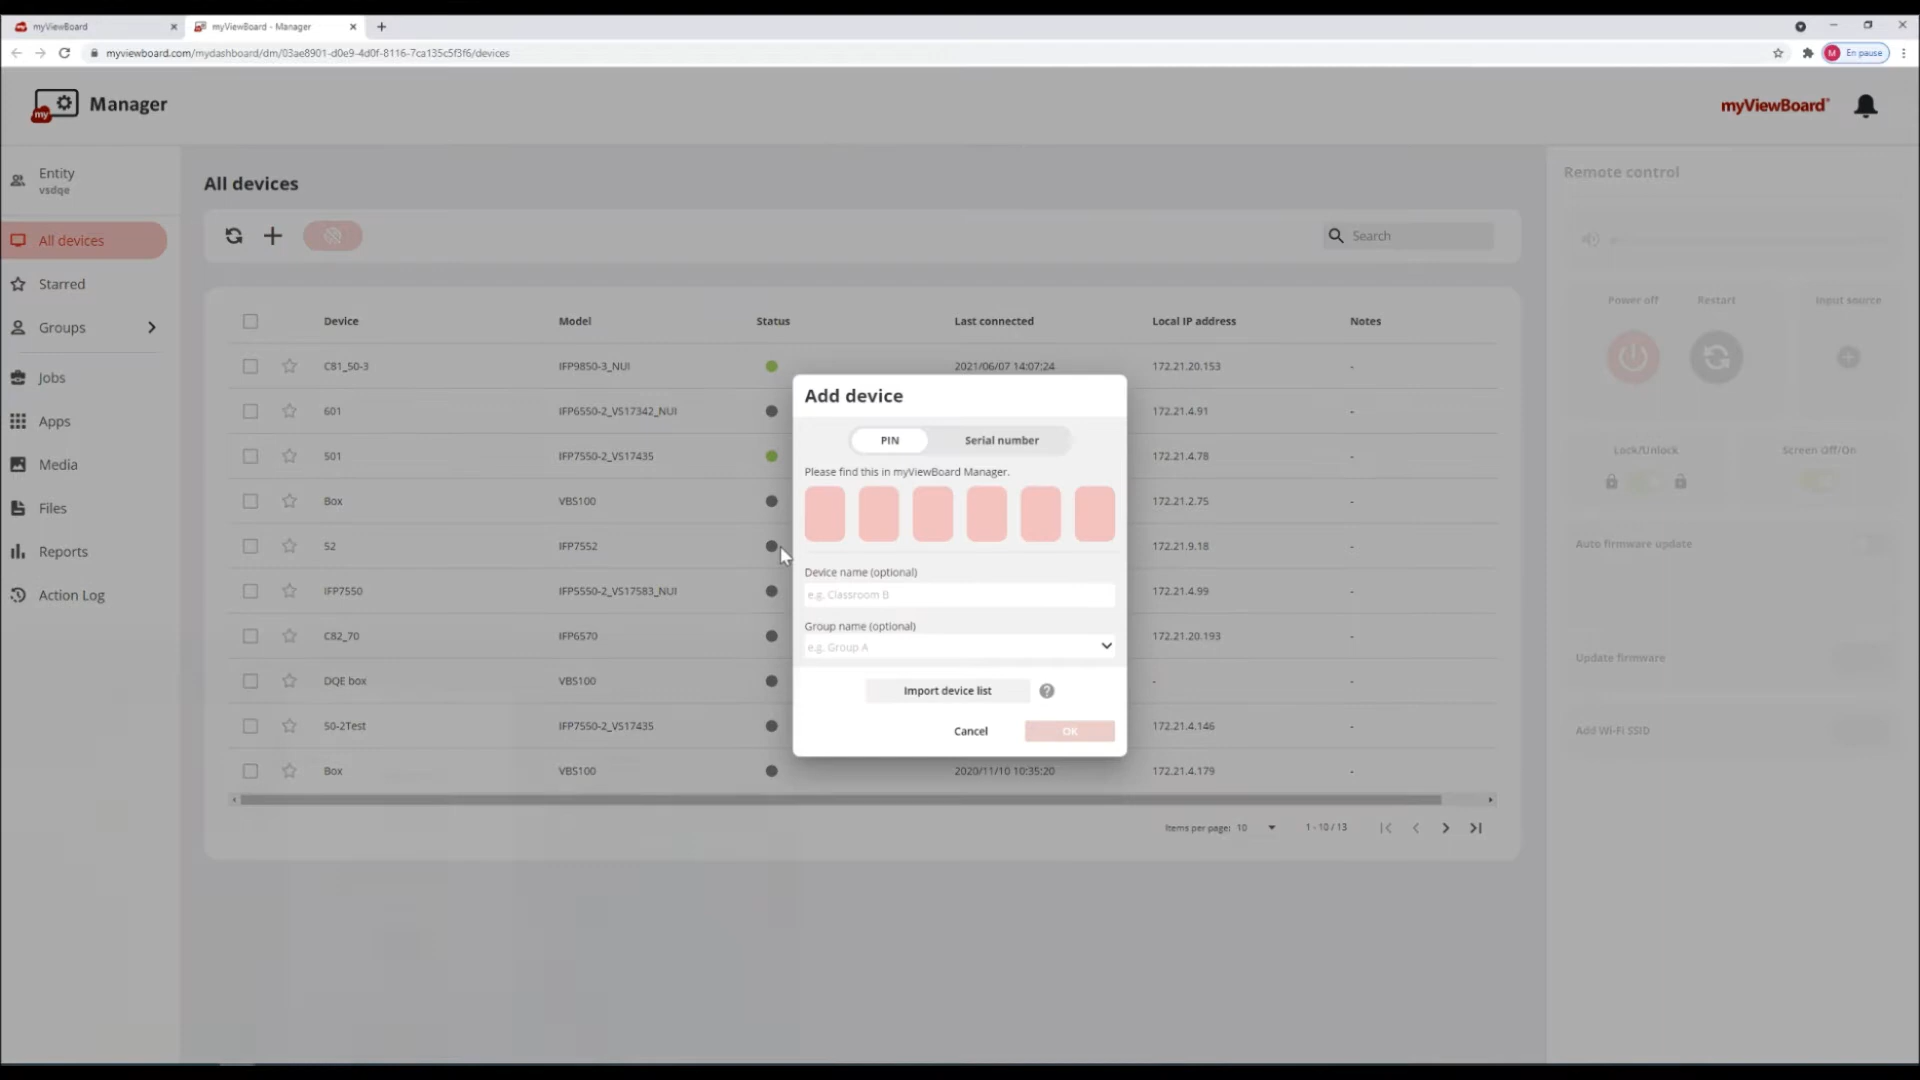 myViewBoard
myViewBoard - Manager
myviewboard.com/mydashboard/dm/03ae8901-d0e9-4d0f-8116-7ca135c5f3f6/devices
M En pause
my Manager
myViewBoard
Entity
vsdqe
All devices
Starred
Groups
Jobs
Apps
Media
Files
Reports
Action Log
All devices
Search
Device Model Status Last connected Local IP address Notes
C81_50-3 IFP9850-3_NUI 2021/06/07 14:07:24 172.21.20.153 -
601 IFP6550-2_VS17342_NUI 172.21.4.91 -
501 IFP7550-2_VS17435 172.21.4.78 -
Box VBS100 172.21.2.75 -
52 IFP7552 172.21.9.18 -
IFP7550 IFP5550-2_VS17583_NUI 172.21.4.99 -
C82_70 IFP6570 172.21.20.193 -
DQE box VBS100 - -
50-2Test IFP7550-2_VS17435 172.21.4.146 -
Box VBS100 2020/11/10 10:35:20 172.21.4.179 -
Items per page: 10 1 - 10 / 13
Add device
PIN Serial number
Please find this in myViewBoard Manager.
Device name (optional)
e.g. Classroom B
Group name (optional)
e.g. Group A
Import device list ?
Cancel OK
Remote control
Power off Restart Input source
Lock/Unlock Screen Off/On
Auto firmware update
Update firmware
Add Wi-Fi SSID